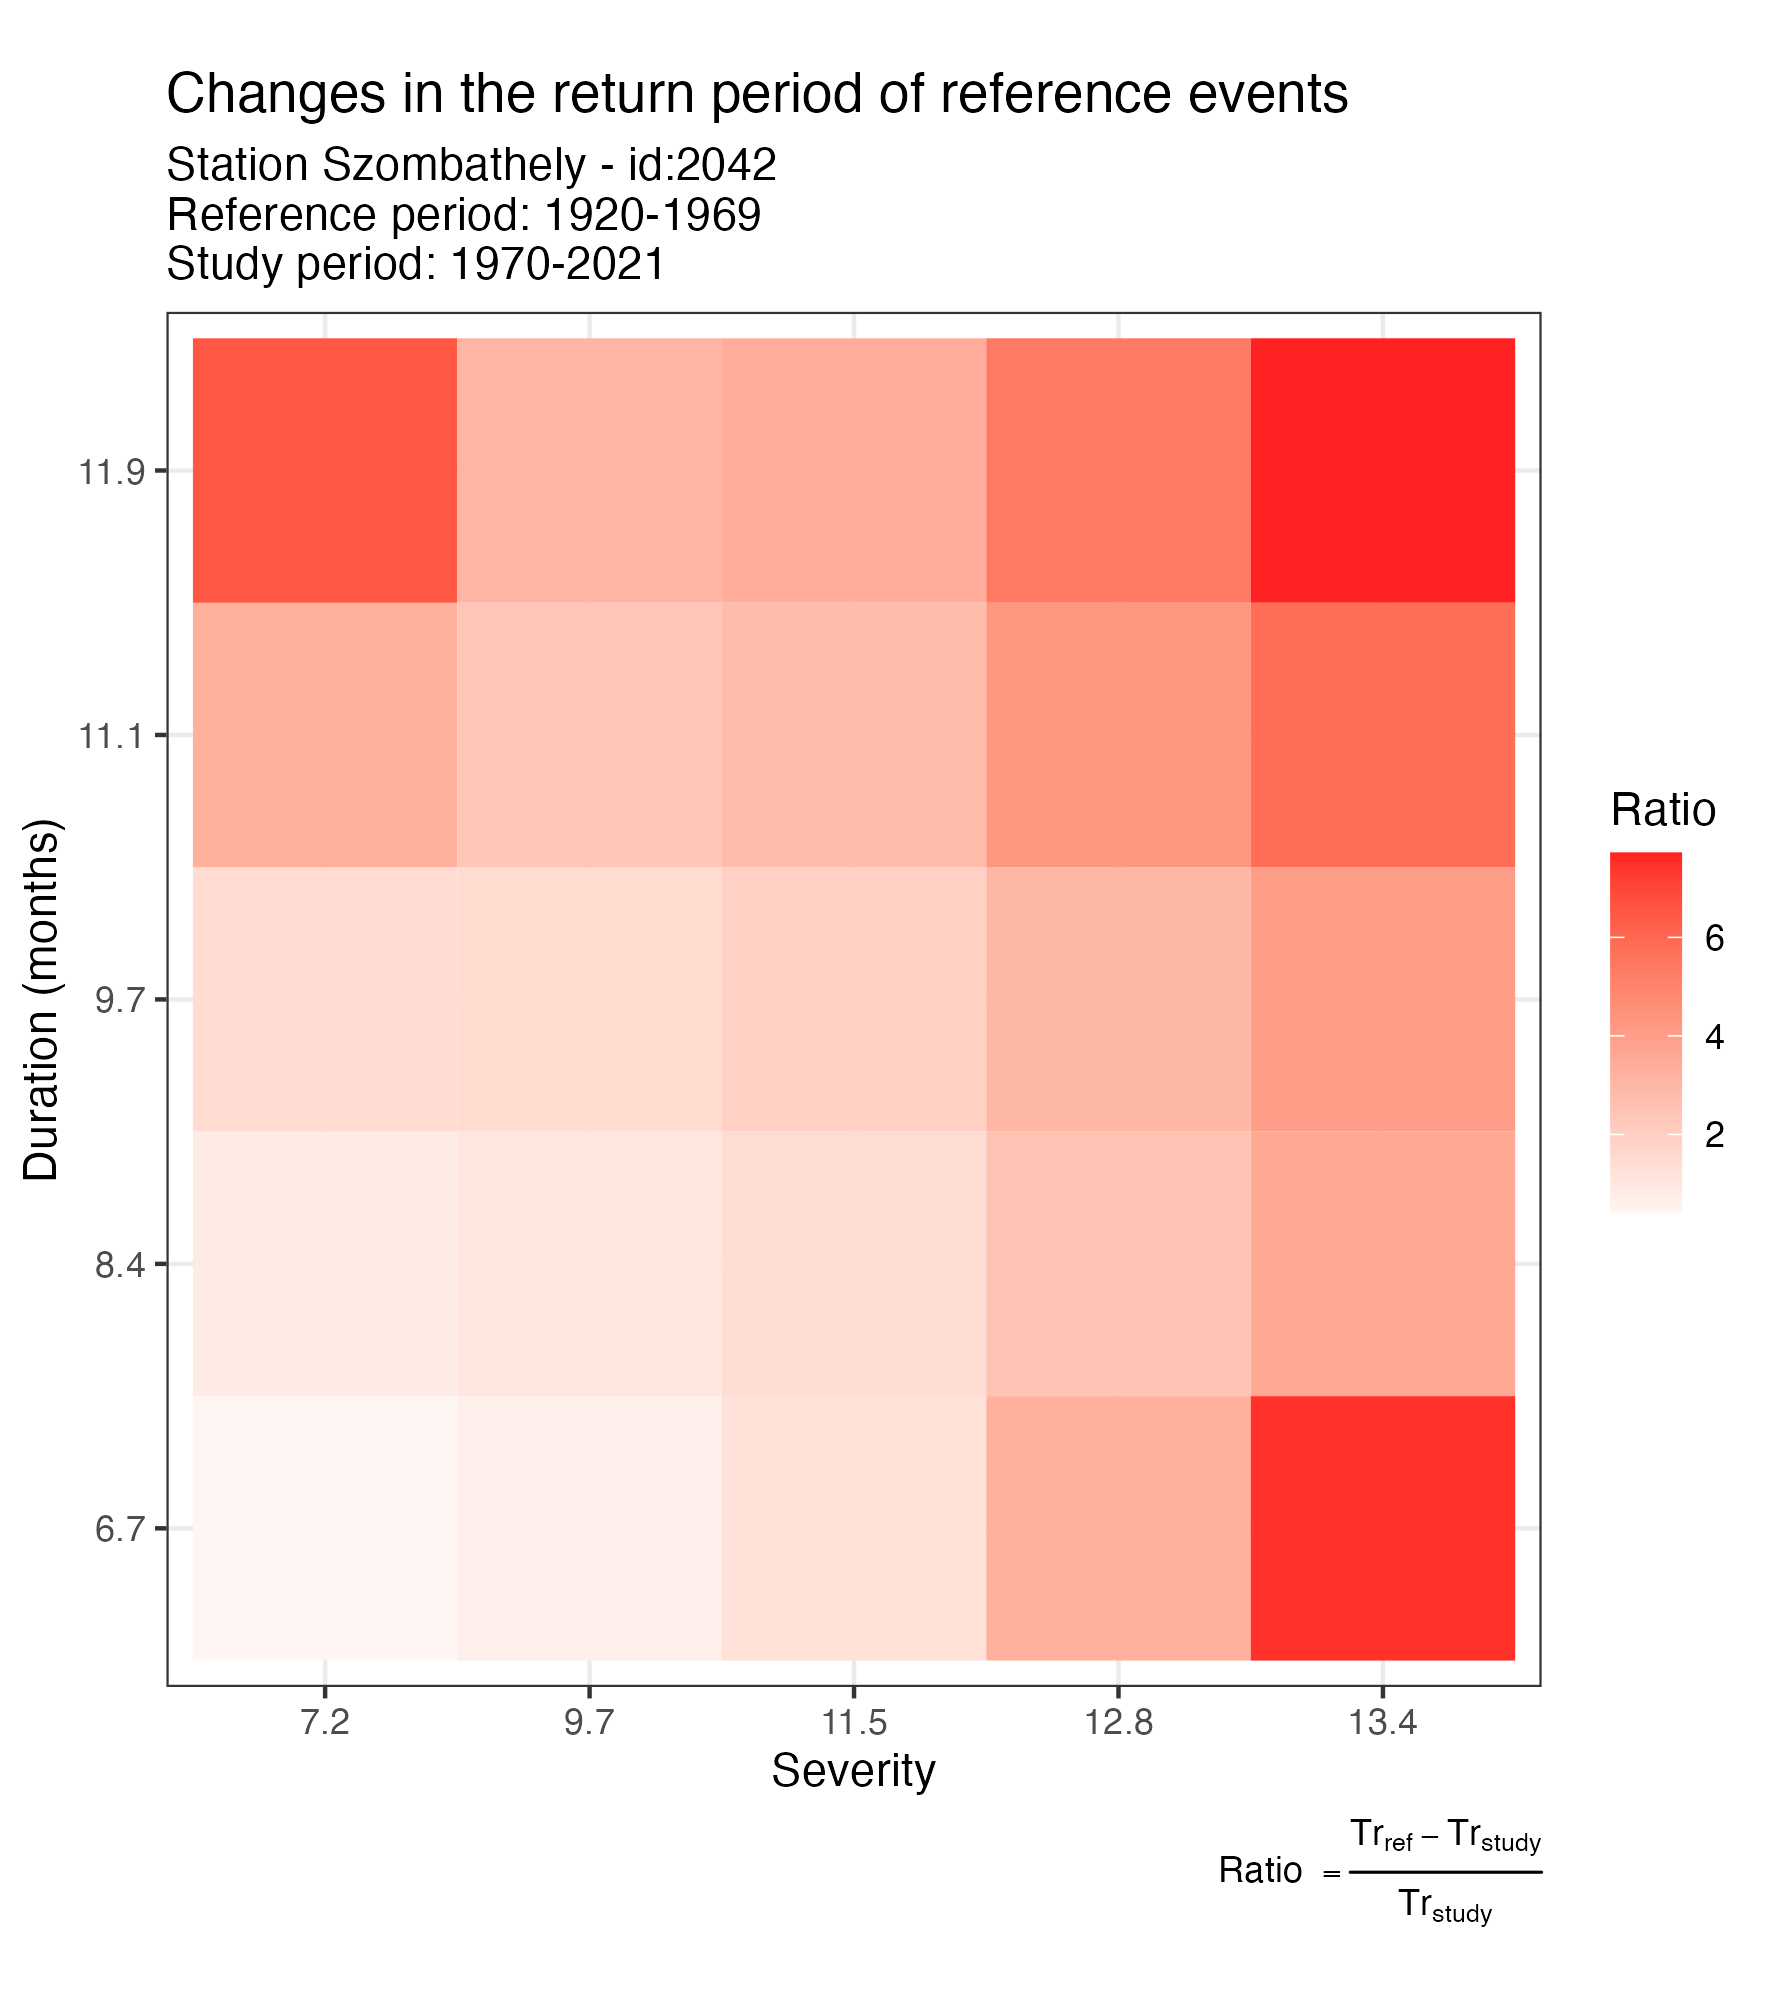 Changes in the return period of reference events
Station Szombathely - id:2042
Reference period: 1920-1969
Study period: 1970-2021
Duration (months)
11.9
11.1
9.7
8.4
6.7
7.2 9.7 11.5 12.8 13.4
Severity
Ratio
6
4
2
Ratio = Tr_ref − Tr_study
Tr_study